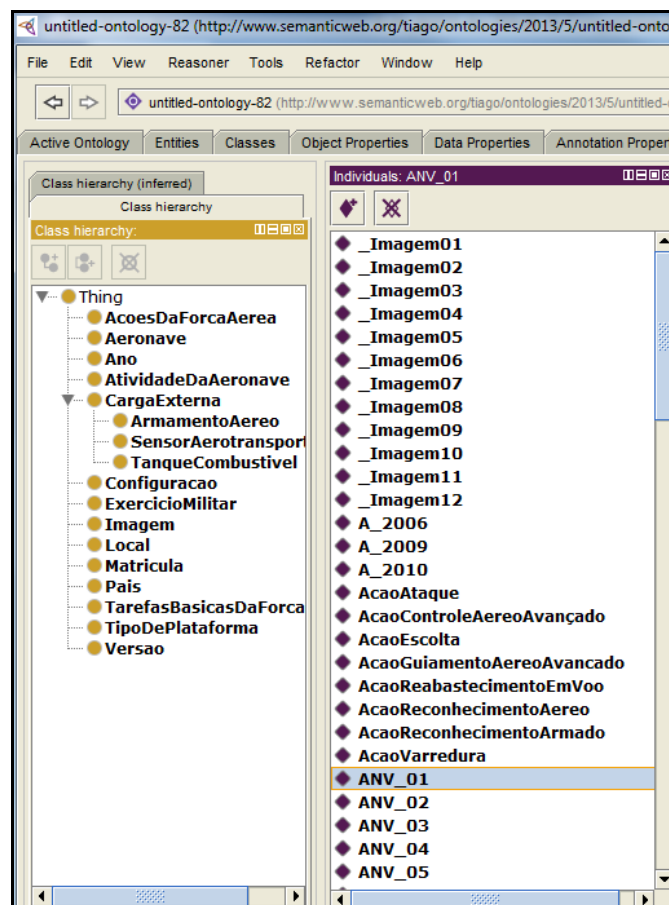 untitled-ontology-82 (http://www.semanticweb.org/tiago/ontologies/2013/5/untitled-onto
File Edit View Reasoner Tools Refactor Window Help
untitled-ontology-82 (http://www.semanticweb.org/tiago/ontologies/2013/5/untitled-
Active Ontology Entities Classes Object Properties Data Properties Annotation Proper
Class hierarchy (inferred)
Class hierarchy
Class hierarchy:
Thing
AcoesDaForcaAerea
Aeronave
Ano
AtividadeDaAeronave
CargaExterna
ArmamentoAereo
SensorAerotransport
TanqueCombustivel
Configuracao
ExercicioMilitar
Imagem
Local
Matricula
Pais
TarefasBasicasDaForca
TipoDePlataforma
Versao
Individuals: ANV_01
_Imagem01
_Imagem02
_Imagem03
_Imagem04
_Imagem05
_Imagem06
_Imagem07
_Imagem08
_Imagem09
_Imagem10
_Imagem11
_Imagem12
A_2006
A_2009
A_2010
AcaoAtaque
AcaoControleAereoAvançado
AcaoEscolta
AcaoGuiamentoAereoAvancado
AcaoReabastecimentoEmVoo
AcaoReconhecimentoAereo
AcaoReconhecimentoArmado
AcaoVarredura
ANV_01
ANV_02
ANV_03
ANV_04
ANV_05